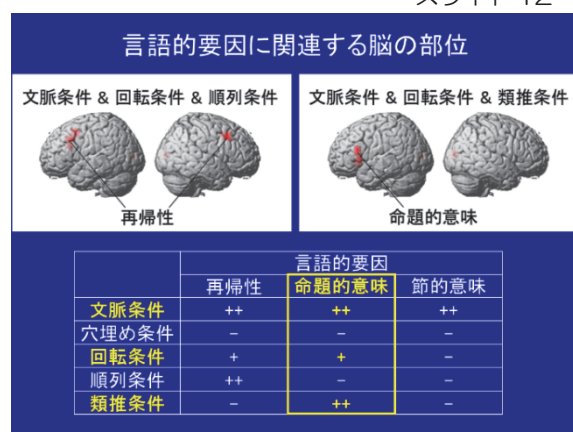 スライド 12
言語的要因に関連する脳の部位
文脈条件 & 回転条件 & 順列条件
文脈条件 & 回転条件 & 類推条件
再帰性
命題的意味
言語的要因
再帰性 命題的意味 節的意味
文脈条件 ++ ++ ++
穴埋め条件 − − −
回転条件 + + −
順列条件 ++ − −
類推条件 − ++ −